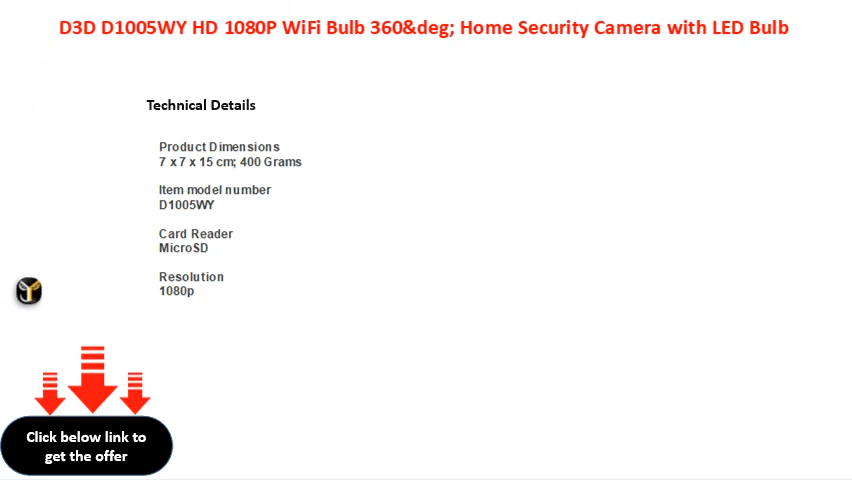 D3D D1005WY HD 1080P WiFi Bulb 360&deg; Home Security Camera with LED Bulb
Technical Details
Product Dimensions
7 x 7 x 15 cm; 400 Grams
Item model number
D1005WY
Card Reader
MicroSD
Resolution
1080p
Click below link to
get the offer